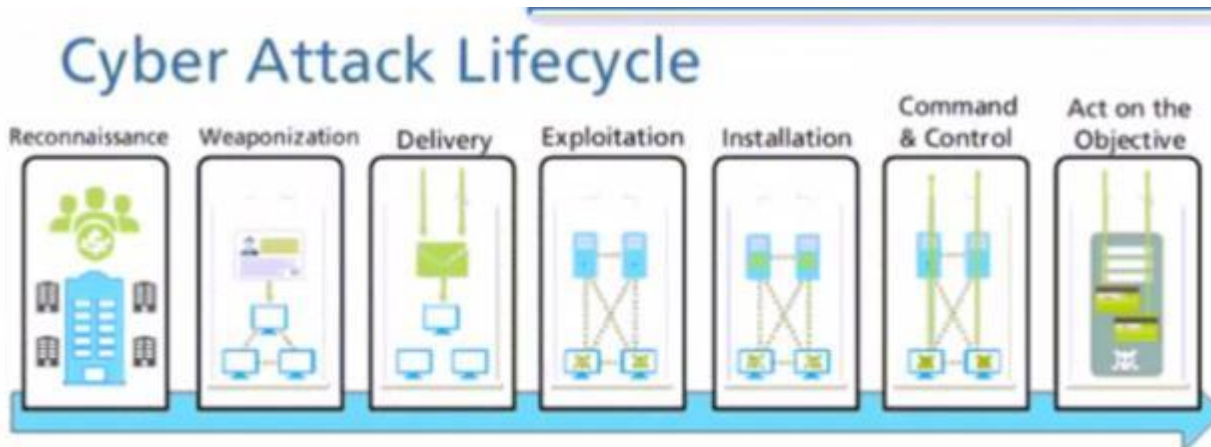 Cyber Attack Lifecycle
Reconnaissance
Weaponization
Delivery
Exploitation
Installation
Command
& Control
Act on the
Objective